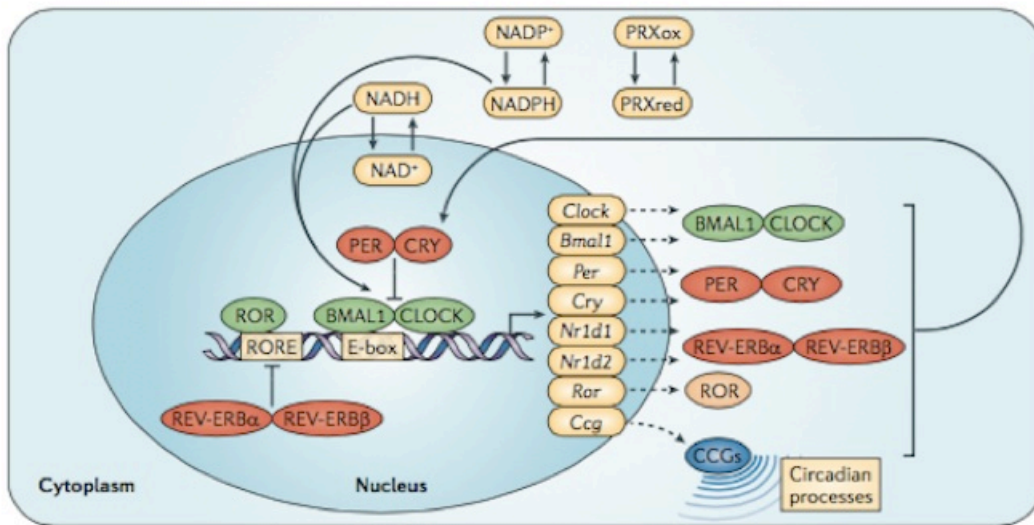 NADP⁺
PRXox
NADH
NADPH
PRXred
NAD⁺
Clock
BMAL1 CLOCK
PER CRY
Bmal1
Per
PER CRY
Cry
ROR
BMAL1 CLOCK
Nr1d1
REV-ERBα REV-ERBβ
RORE
E-box
Nr1d2
Ror
ROR
REV-ERBα REV-ERBβ
Ccg
CCGs
Circadian
processes
Cytoplasm
Nucleus